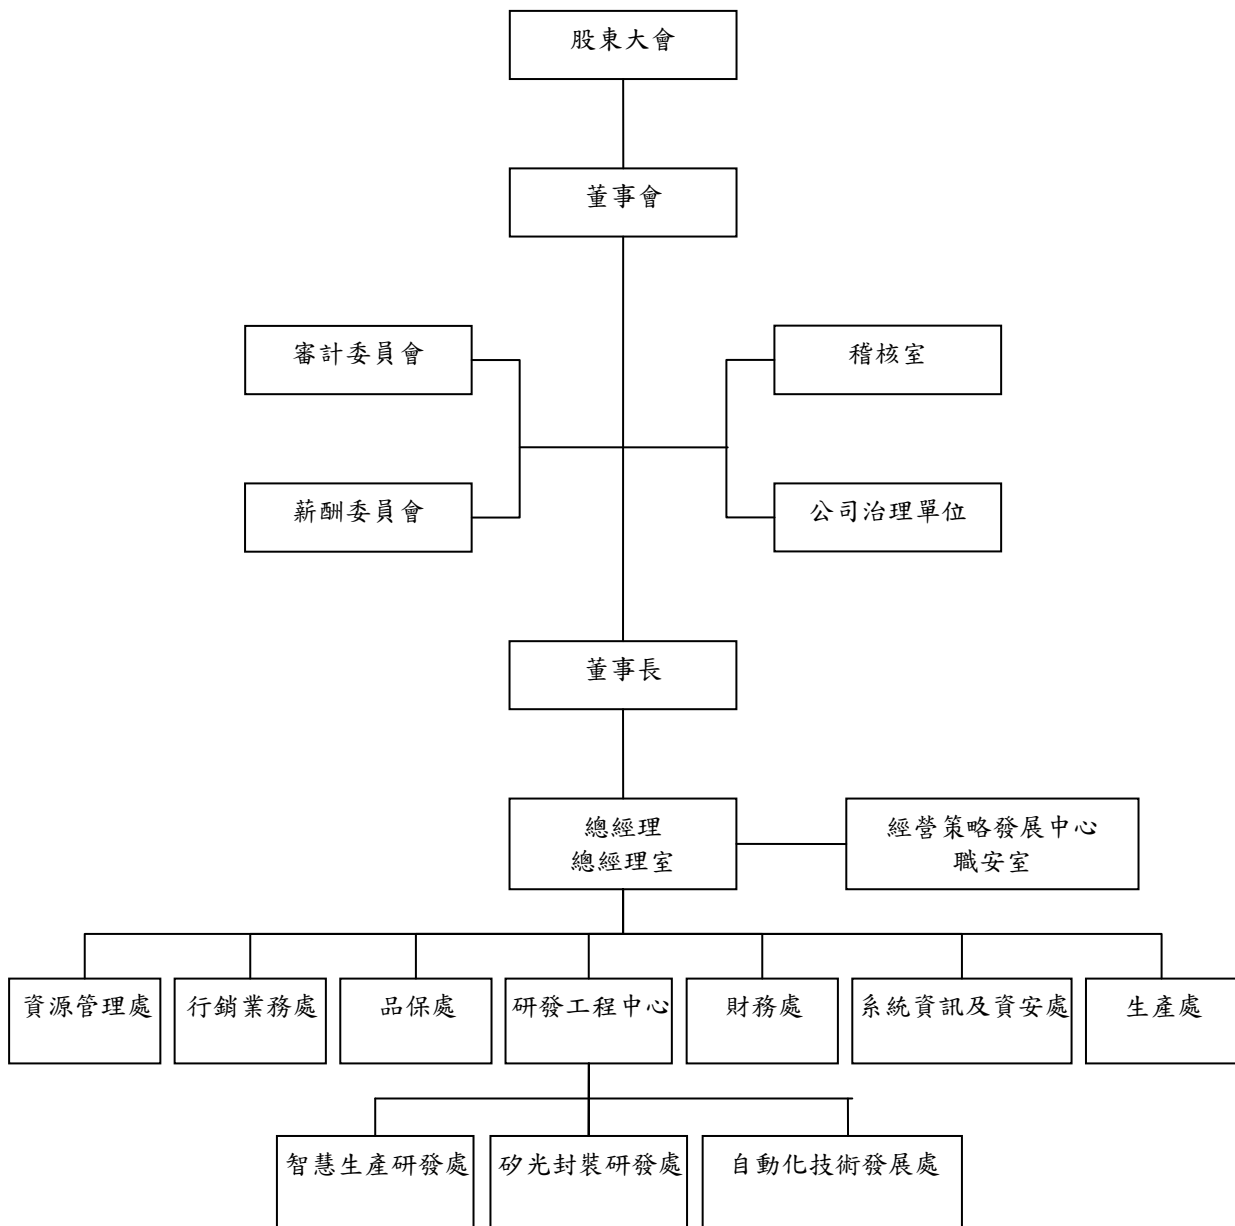 股東大會
董事會
審計委員會
稽核室
薪酬委員會
公司治理單位
董事長
總經理
總經理室
經營策略發展中心
職安室
資源管理處
行銷業務處
品保處
研發工程中心
財務處
系統資訊及資安處
生產處
智慧生產研發處
矽光封裝研發處
自動化技術發展處